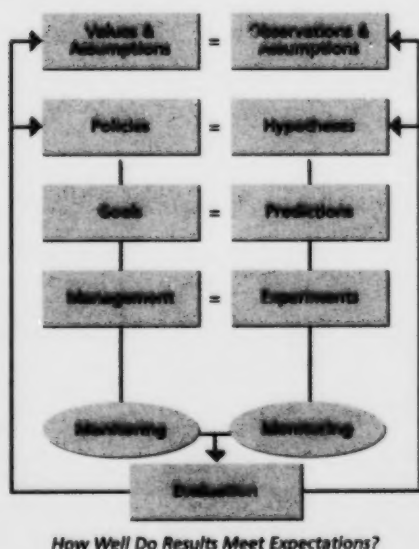 Values &
Assumptions
=
Observations &
Assumptions
Policies
=
Hypotheses
Goals
=
Predictions
Management
=
Experiments
Monitoring
Monitoring
Evaluation
How Well Do Results Meet Expectations?